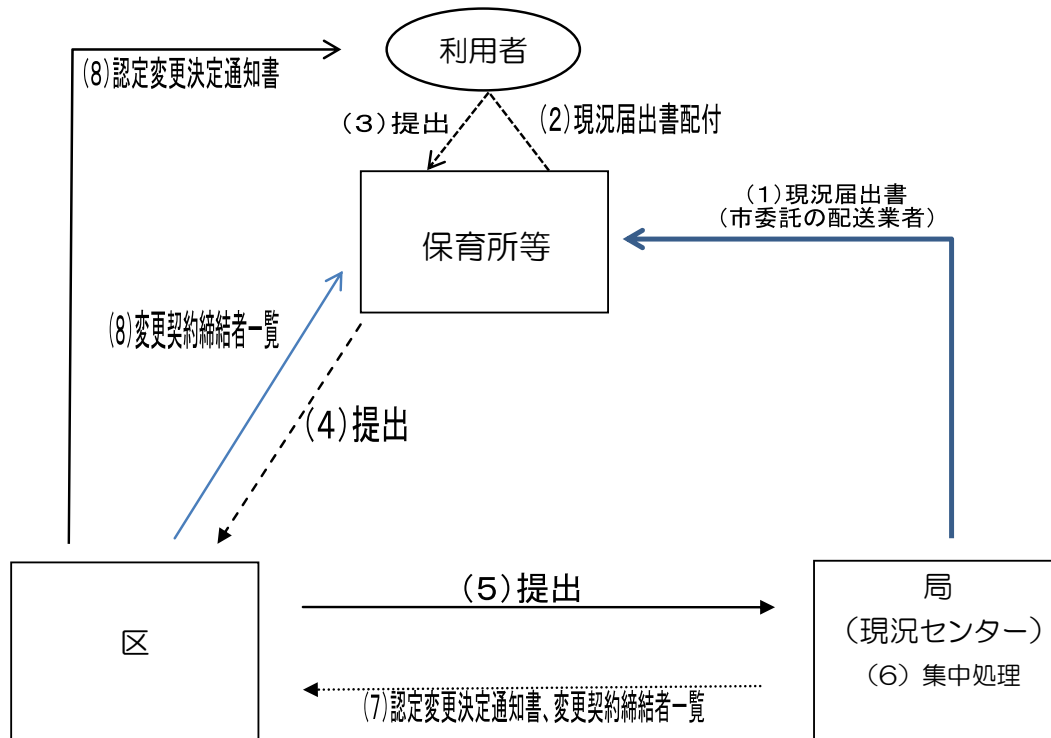 利用者
(8)認定変更決定通知書
(3)提出
(2)現況届出書配付
(1)現況届出書
(市委託の配送業者)
保育所等
(8)変更契約締結者一覧
(4)提出
(5)提出
区
局
(現況センター)
(6)集中処理
(7)認定変更決定通知書、変更契約締結者一覧